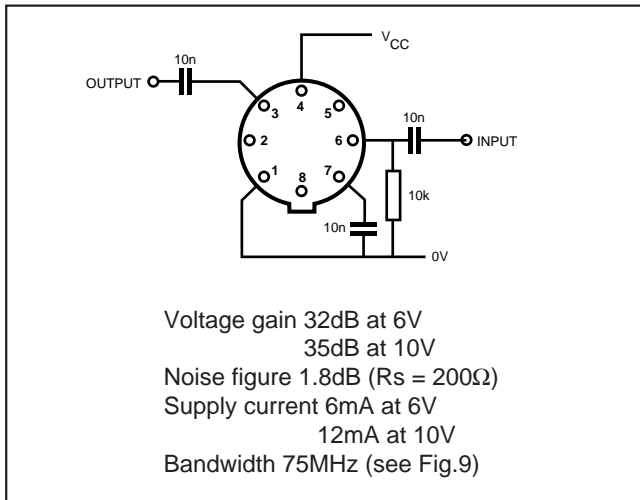 V_CC
10n
OUTPUT
3 4 5
10n
2 6
INPUT
1 8 7
10k
10n
0V
Voltage gain 32dB at 6V
35dB at 10V
Noise figure 1.8dB (Rs = 200Ω)
Supply current 6mA at 6V
12mA at 10V
Bandwidth 75MHz (see Fig.9)